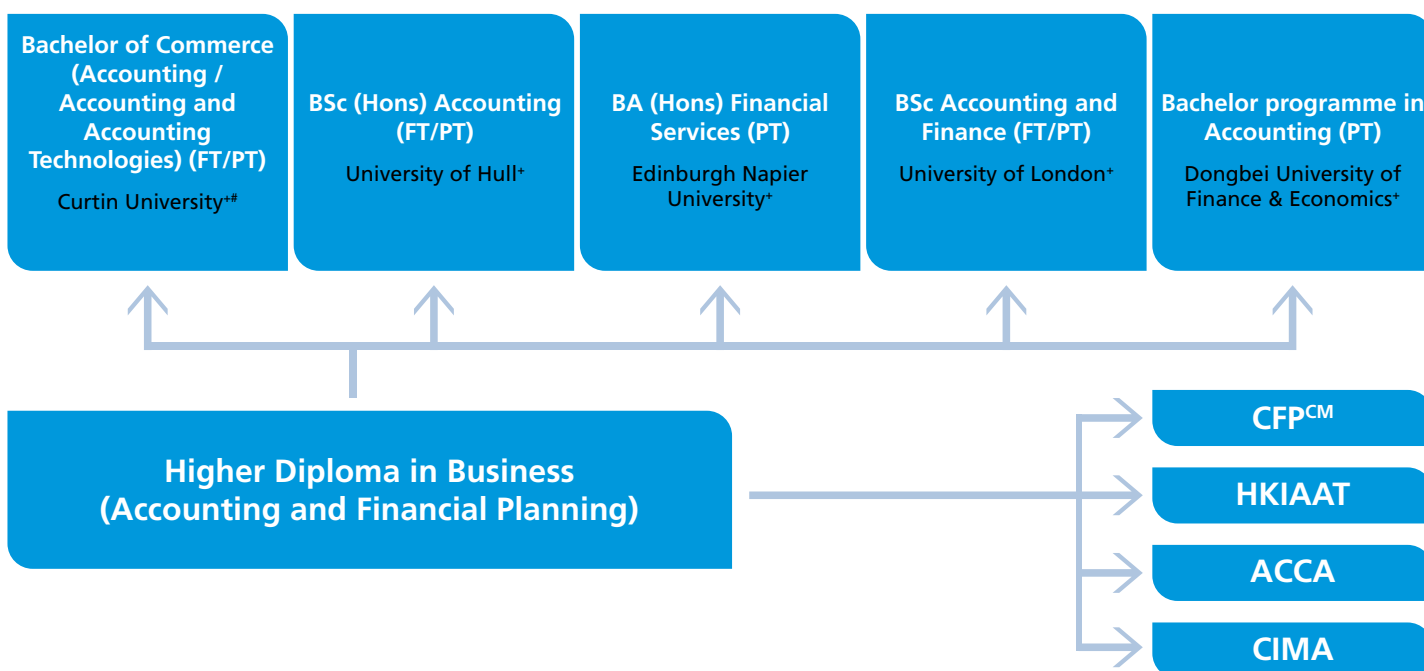 Bachelor of Commerce
(Accounting /
Accounting and
Accounting
Technologies) (FT/PT)
Curtin University+#
BSc (Hons) Accounting
(FT/PT)
University of Hull+
BA (Hons) Financial
Services (PT)
Edinburgh Napier
University+
BSc Accounting and
Finance (FT/PT)
University of London+
Bachelor programme in
Accounting (PT)
Dongbei University of
Finance & Economics+
Higher Diploma in Business
(Accounting and Financial Planning)
CFPCM
HKIAAT
ACCA
CIMA